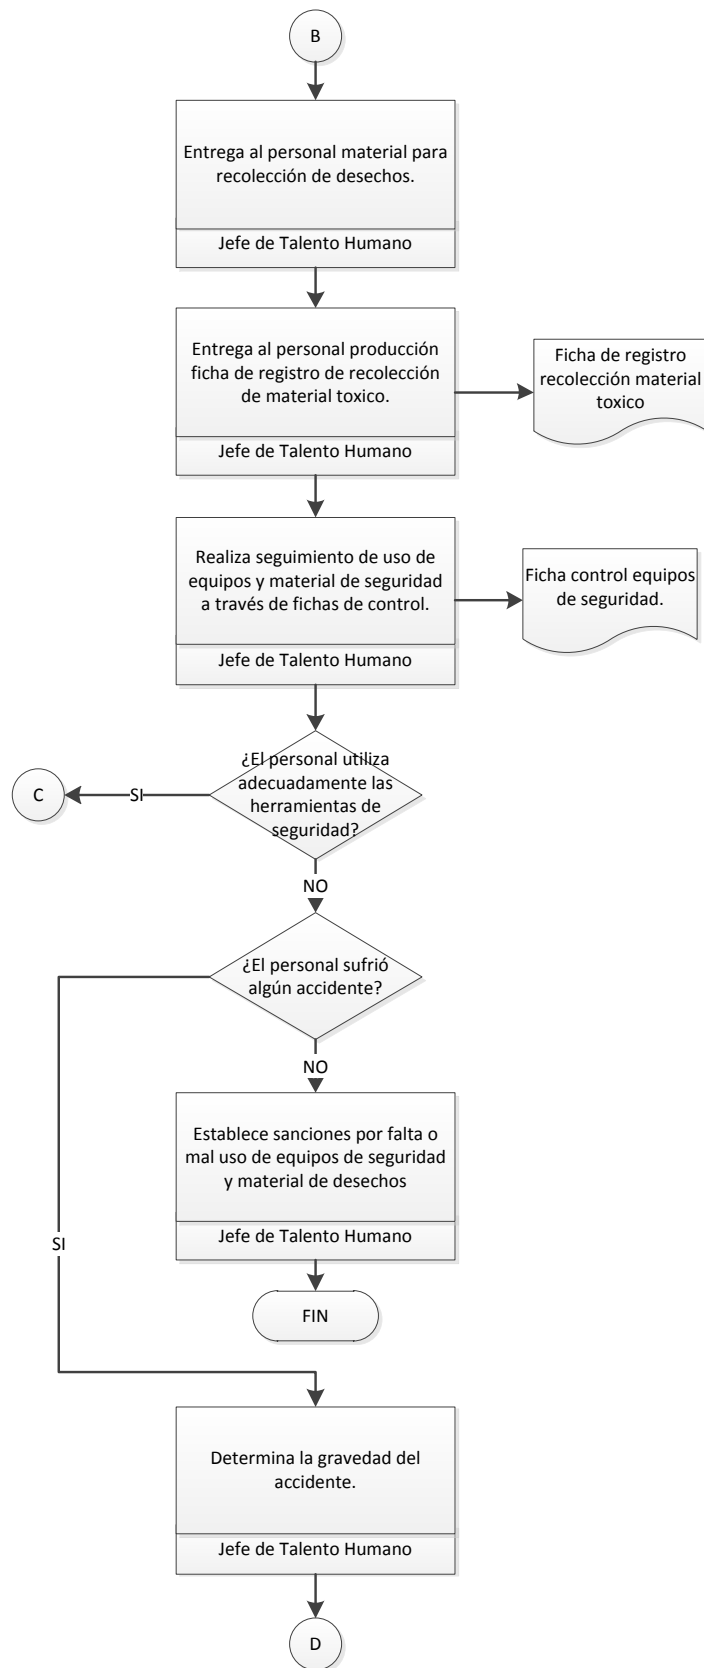 B
Entrega al personal material para
recolección de desechos.
Jefe de Talento Humano
Entrega al personal producción
ficha de registro de recolección
de material toxico.
Jefe de Talento Humano
Ficha de registro
recolección material
toxico
Realiza seguimiento de uso de
equipos y material de seguridad
a través de fichas de control.
Jefe de Talento Humano
Ficha control equipos
de seguridad.
¿El personal utiliza
adecuadamente las
herramientas de
seguridad?
SI
C
NO
¿El personal sufrió
algún accidente?
NO
Establece sanciones por falta o
mal uso de equipos de seguridad
y material de desechos
Jefe de Talento Humano
SI
FIN
Determina la gravedad del
accidente.
Jefe de Talento Humano
D